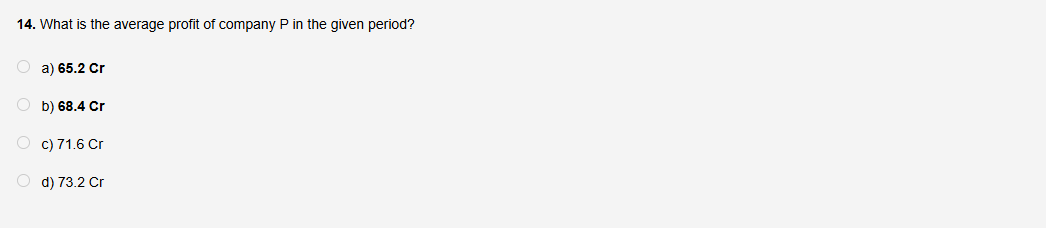 14. What is the average profit of company P in the given period?
a) 65.2 Cr
b) 68.4 Cr
c) 71.6 Cr
d) 73.2 Cr